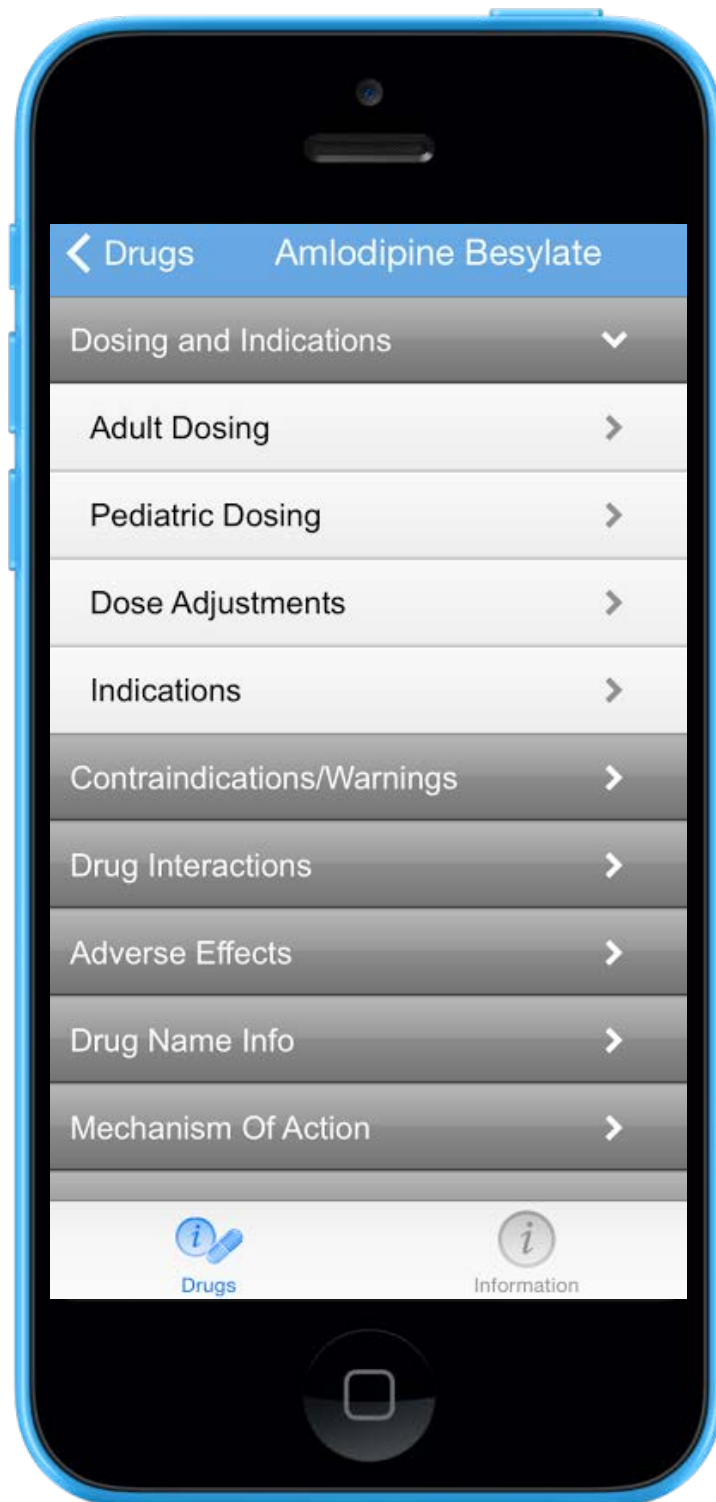 Drugs Amlodipine Besylate
Dosing and Indications
Adult Dosing
Pediatric Dosing
Dose Adjustments
Indications
Contraindications/Warnings
Drug Interactions
Adverse Effects
Drug Name Info
Mechanism Of Action
Drugs Information